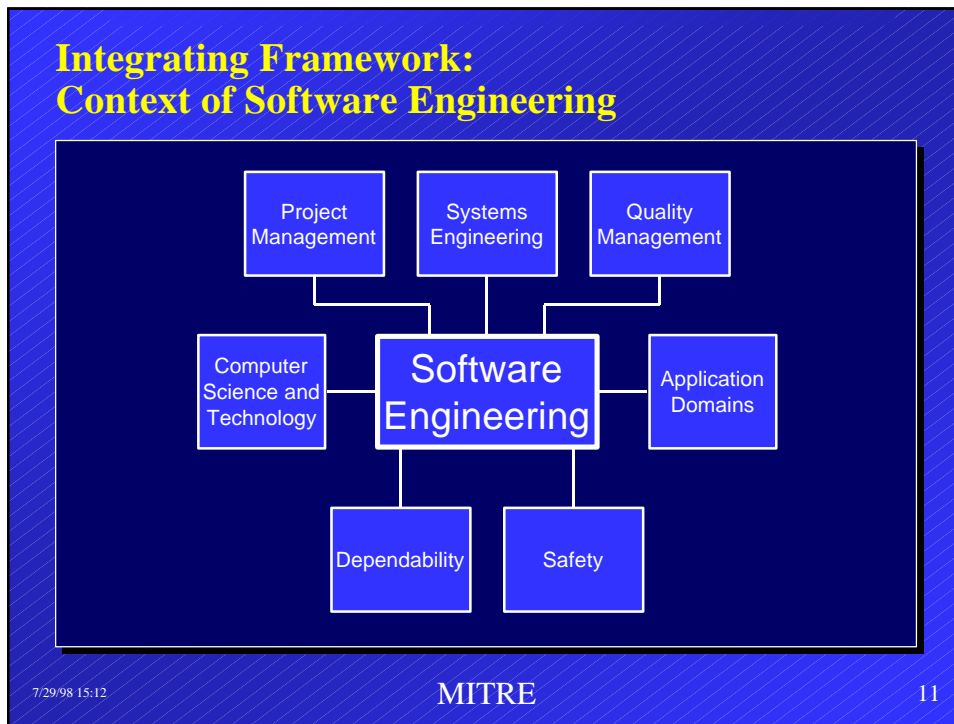 Integrating Framework:
Context of Software Engineering
Project
Management
Systems
Engineering
Quality
Management
Computer
Science and
Technology
Software
Engineering
Application
Domains
Dependability
Safety
7/29/98 15:12
MITRE
11